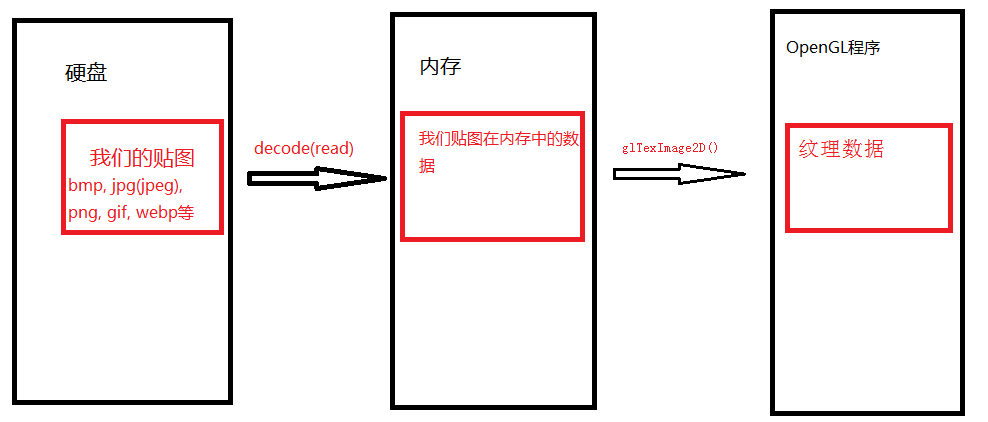 硬盘
我们的贴图
bmp, jpg(jpeg),
png, gif, webp等
decode(read)
内存
我们贴图在内存中的数
据
glTexImage2D()
OpenGL程序
纹理数据